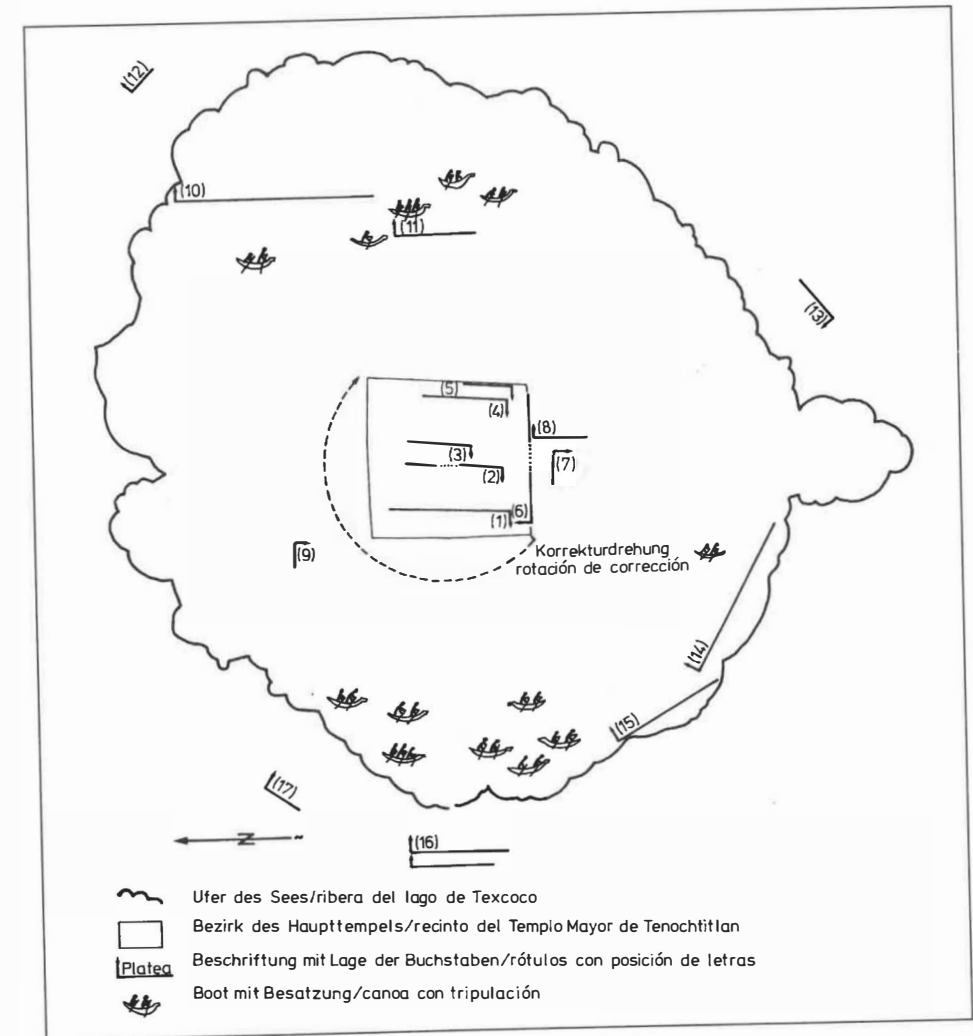 (12)
(10)
(11)
(13)
(5)
(4)
(8)
(3)
(7)
(2)
(6)
(1)
(9)
Korrekturdrehung
rotación de corrección
(14)
(15)
(17)
N
(16)
Ufer des Sees/ribera del lago de Texcoco
Bezirk des Haupttempels/recinto del Templo Mayor de Tenochtitlan
Platea Beschriftung mit Lage der Buchstaben/rótulos con posición de letras
Boot mit Besatzung/canoa con tripulación